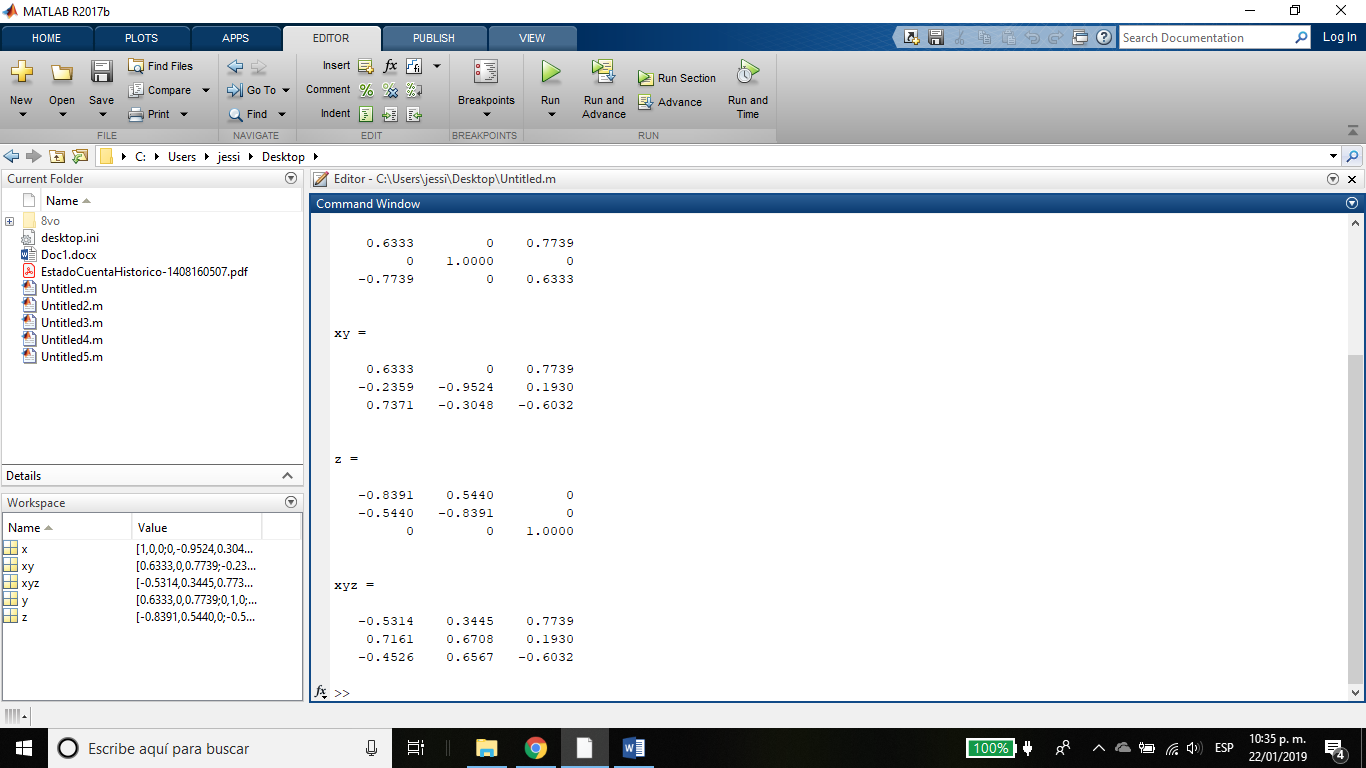 MATLAB R2017b
HOME PLOTS APPS EDITOR PUBLISH VIEW
Search Documentation
Log In
New Open Save
Find Files
Compare
Print
Go To
Find
Insert
Comment
Indent
Breakpoints
Run
Run and Advance
Run Section
Advance
Run and Time
FILE NAVIGATE EDIT BREAKPOINTS RUN
C: Users jessi Desktop
Current Folder
Name
8vo
desktop.ini
Doc1.docx
EstadoCuentaHistorico-1408160507.pdf
Untitled.m
Untitled2.m
Untitled3.m
Untitled4.m
Untitled5.m
Details
Workspace
Name Value
x [1,0,0;0,-0.9524,0.304...
xy [0.6333,0,0.7739;-0.23...
xyz [-0.5314,0.3445,0.773...
y [0.6333,0,0.7739;0,1,0;...
z [-0.8391,0.5440,0;-0.5...
Editor - C:\Users\jessi\Desktop\Untitled.m
Command Window
0.6333 0 0.7739
0 1.0000 0
-0.7739 0 0.6333
xy =
0.6333 0 0.7739
-0.2359 -0.9524 0.1930
0.7371 -0.3048 -0.6032
z =
-0.8391 0.5440 0
-0.5440 -0.8391 0
0 0 1.0000
xyz =
-0.5314 0.3445 0.7739
0.7161 0.6708 0.1930
-0.4526 0.6567 -0.6032
fx >>
Escribe aquí para buscar
100%
ESP
10:35 p. m.
22/01/2019
4